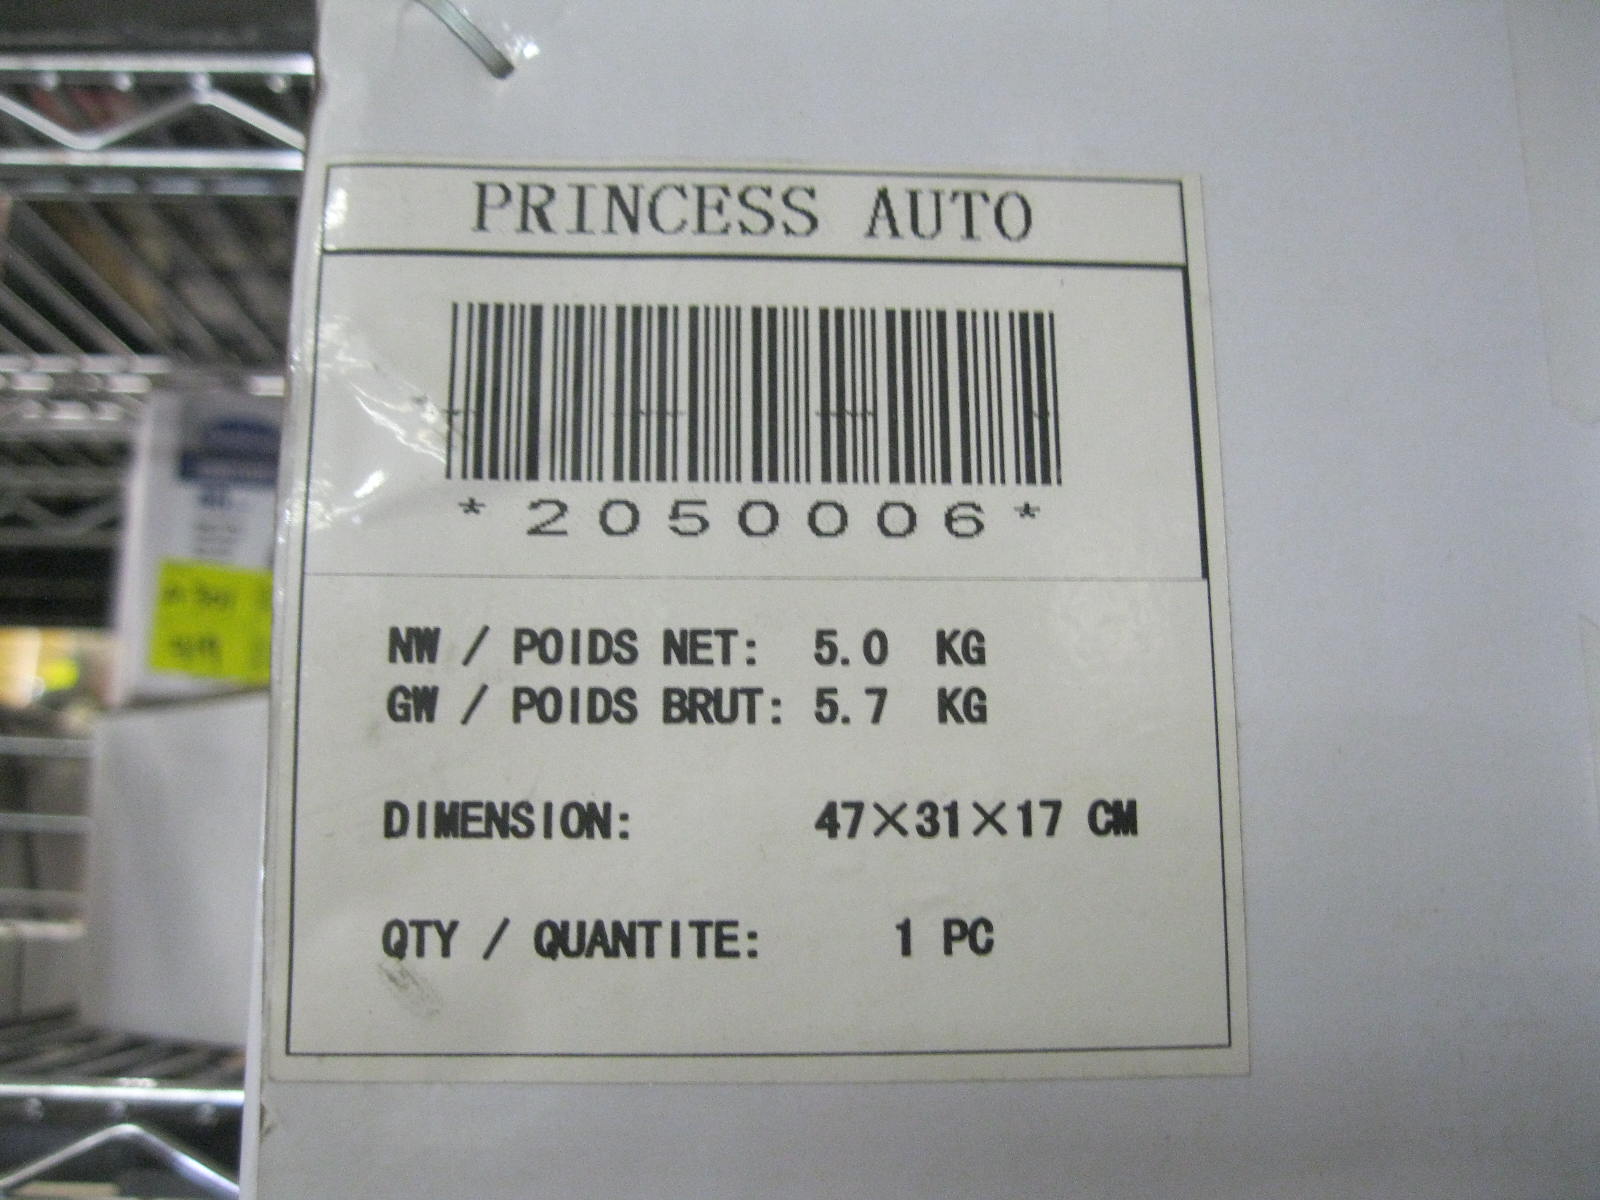 PRINCESS AUTO
*2050006*
NW / POIDS NET: 5.0 KG
GW / POIDS BRUT: 5.7 KG
DIMENSION: 47×31×17 CM
QTY / QUANTITE: 1 PC